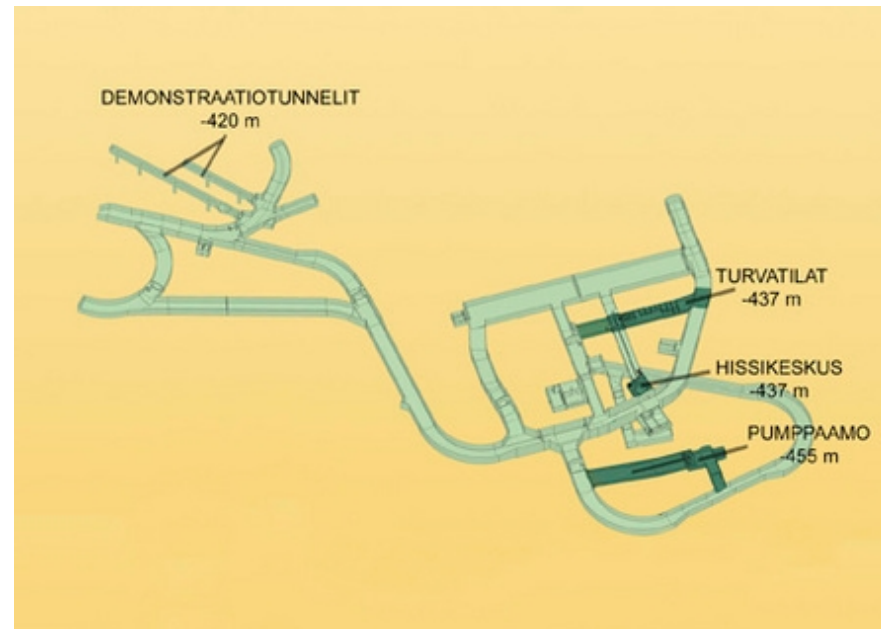 DEMONSTRAATIOTUNNELIT
-420 m
TURVATILAT
-437 m
HISSIKESKUS
-437 m
PUMPPAAMO
-455 m